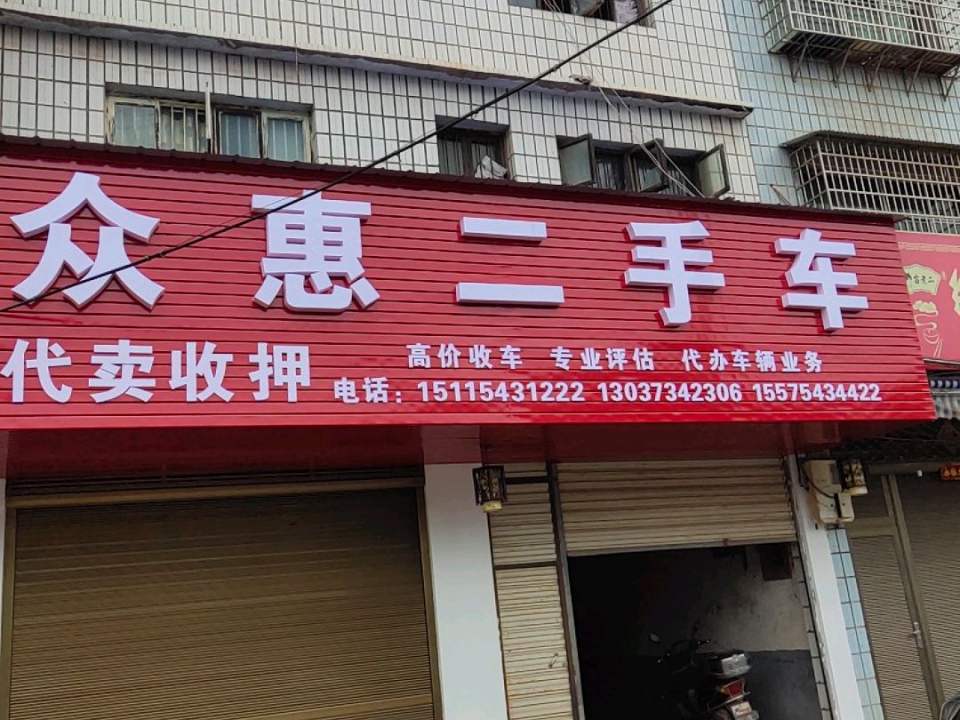 众惠二手车
代卖收押
高价收车 专业评估 代办车辆业务
电话：15115431222 13037342306 15575434422